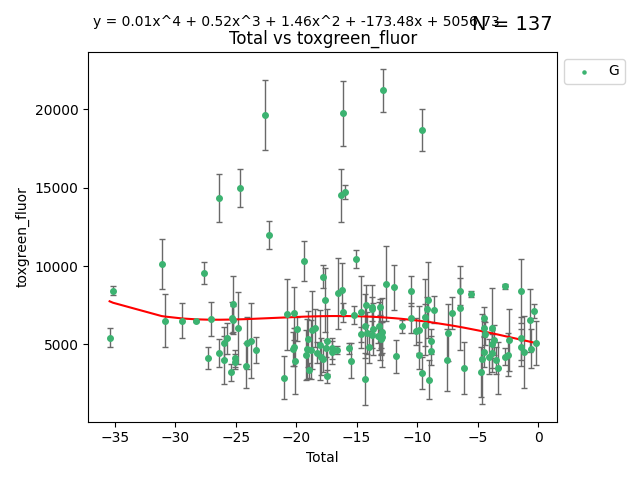 y = 0.01x^4 + 0.52x^3 + 1.46x^2 + -173.48x + 5056.73
N = 137
Total vs toxgreen_fluor
G
20000
15000
10000
5000
toxgreen_fluor
−35 −30 −25 −20 −15 −10 −5 0
Total